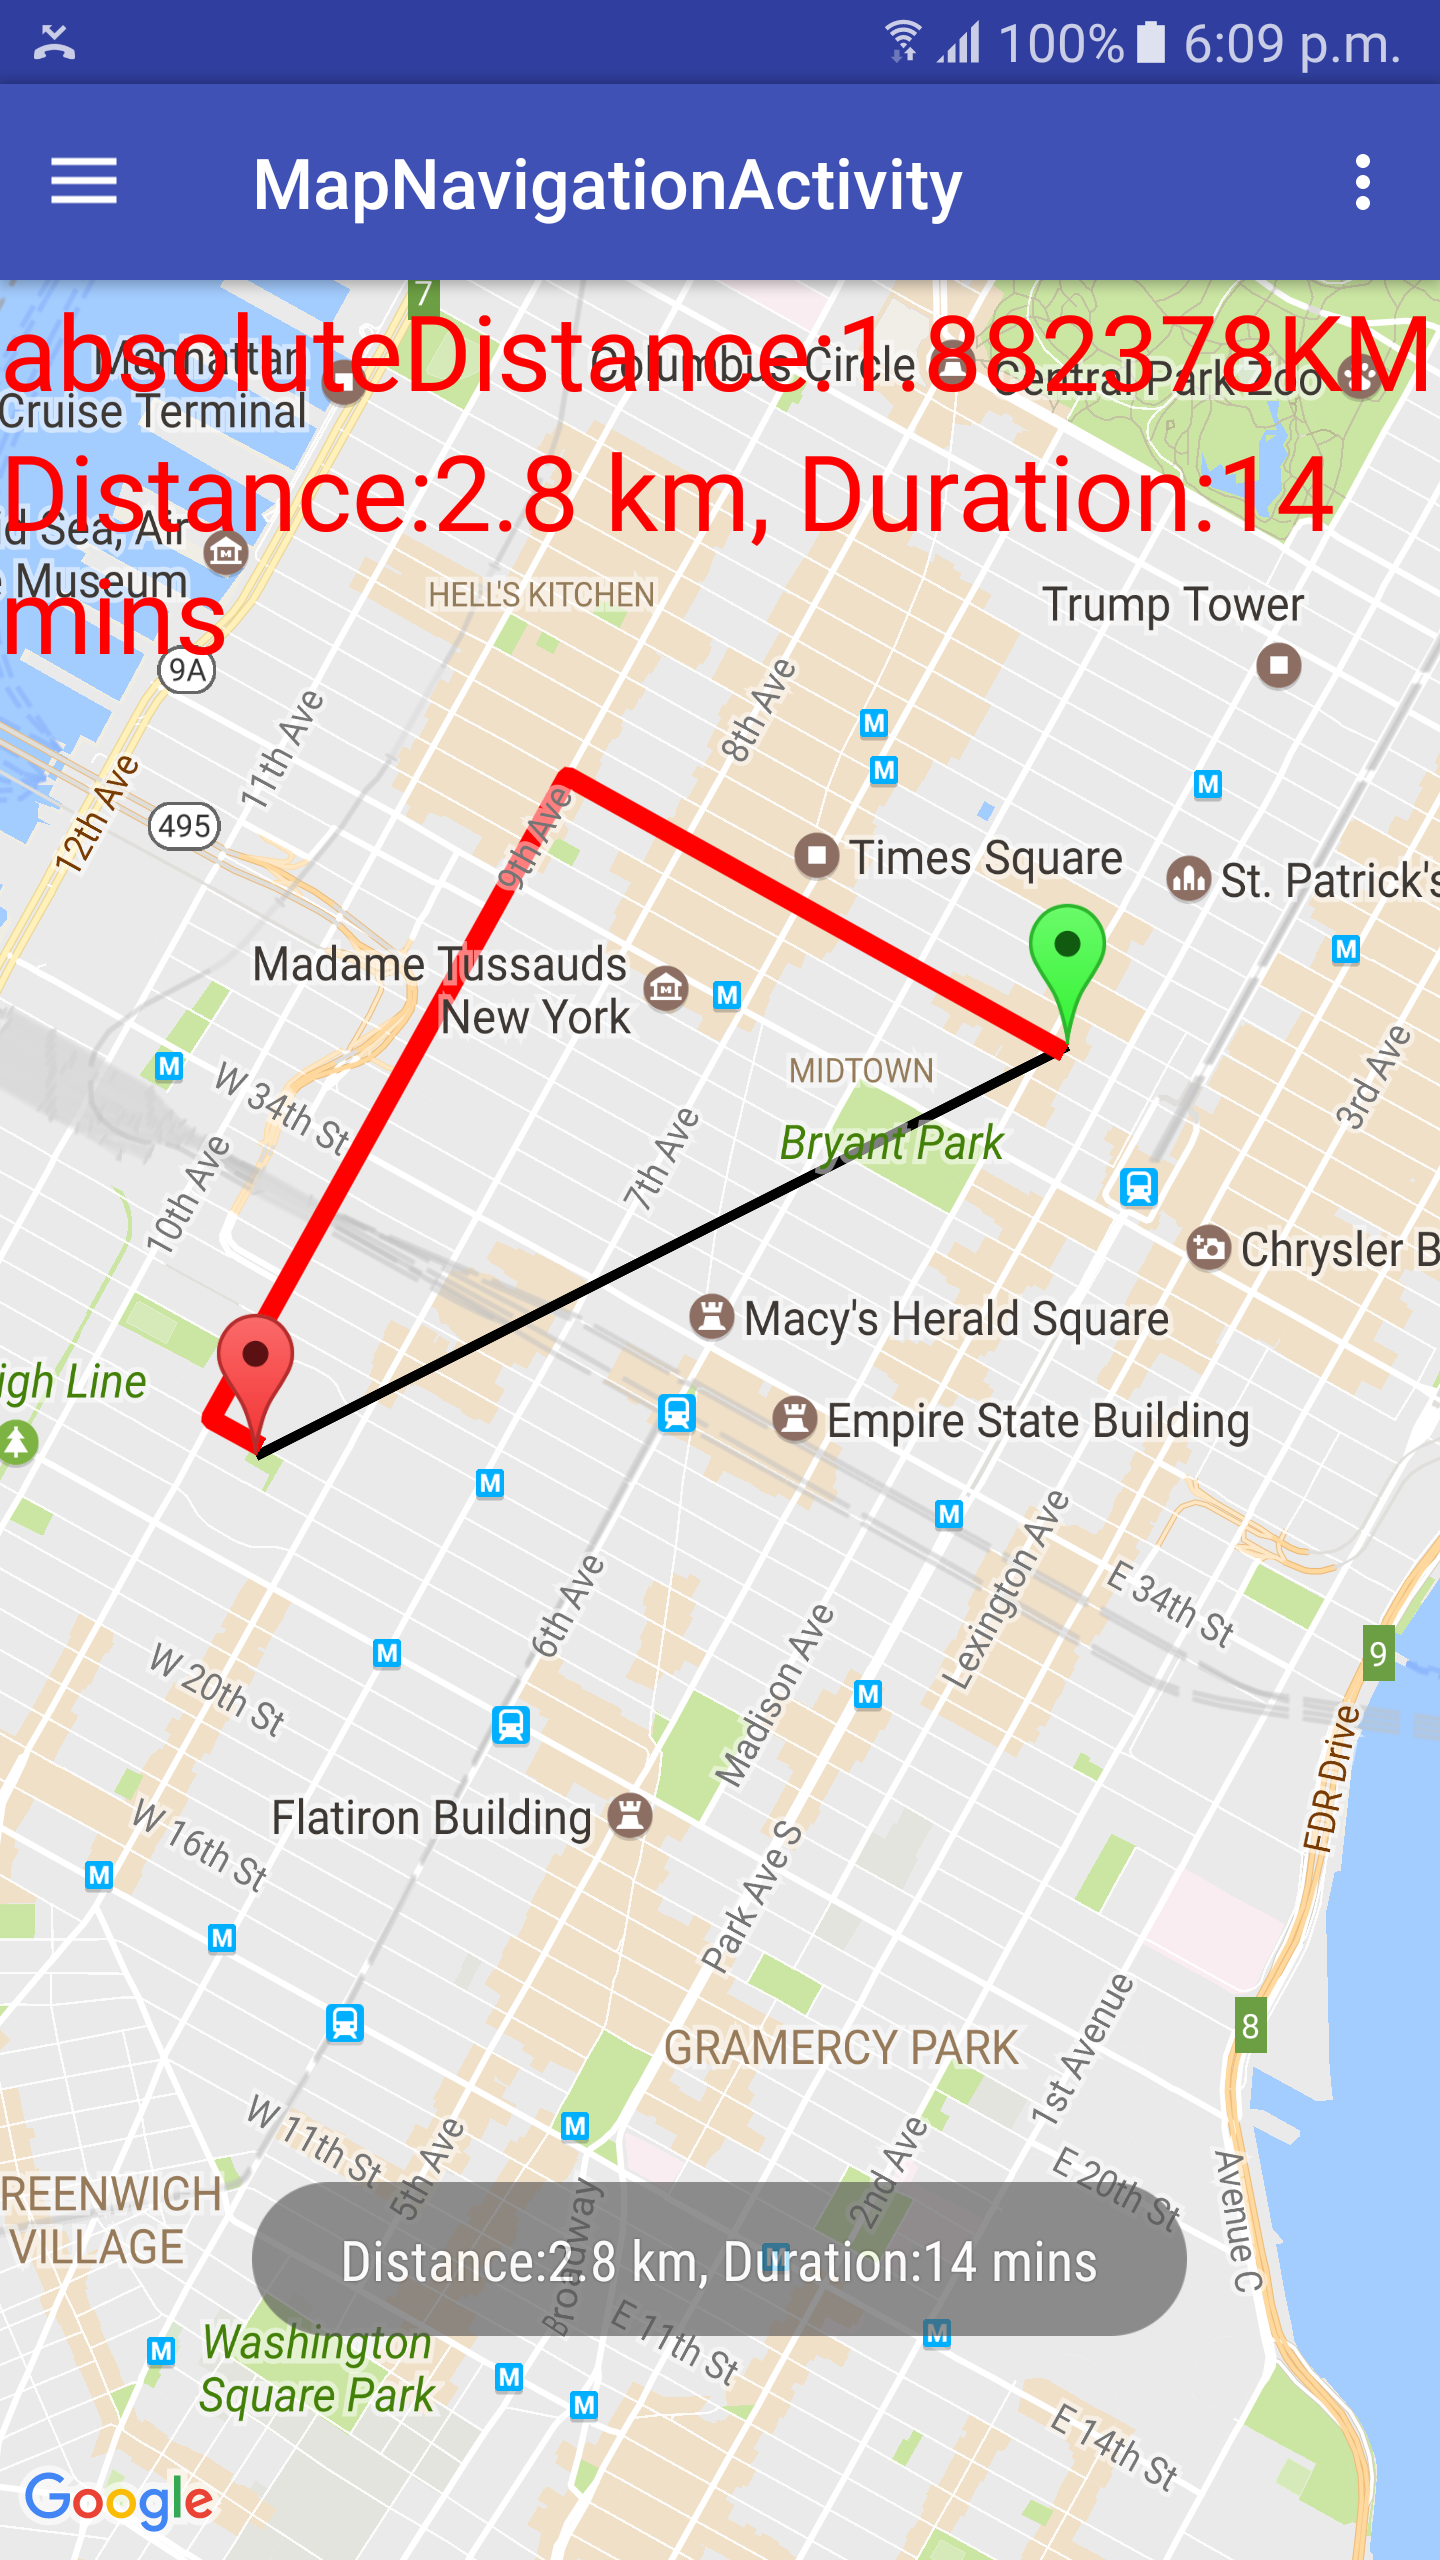 100% 6:09 p.m.
MapNavigationActivity
7
absoluteDistance:1.882378KM
Manhattan
Cruise Terminal
Columbus Circle
Central Park Zoo
Distance:2.8 km, Duration:14
mins
d Sea, Air
Museum
HELL'S KITCHEN
Trump Tower
9A
8th Ave
11th Ave
12th Ave
495
9th Ave
Times Square
St. Patrick's
Madame Tussauds
New York
3rd Ave
W 34th St
MIDTOWN
Bryant Park
7th Ave
10th Ave
Chrysler B
Macy's Herald Square
igh Line
Empire State Building
Lexington Ave
E 34th St
6th Ave
Madison Ave
W 20th St
9
FDR Drive
Flatiron Building
W 16th St
Park Ave S
8
GRAMERCY PARK
1st Avenue
W 11th St
5th Ave
2nd Ave
E 20th St
Avenue C
REENWICH
VILLAGE
Broadway
Distance:2.8 km, Duration:14 mins
E 11th St
Washington
Square Park
E 14th St
Google